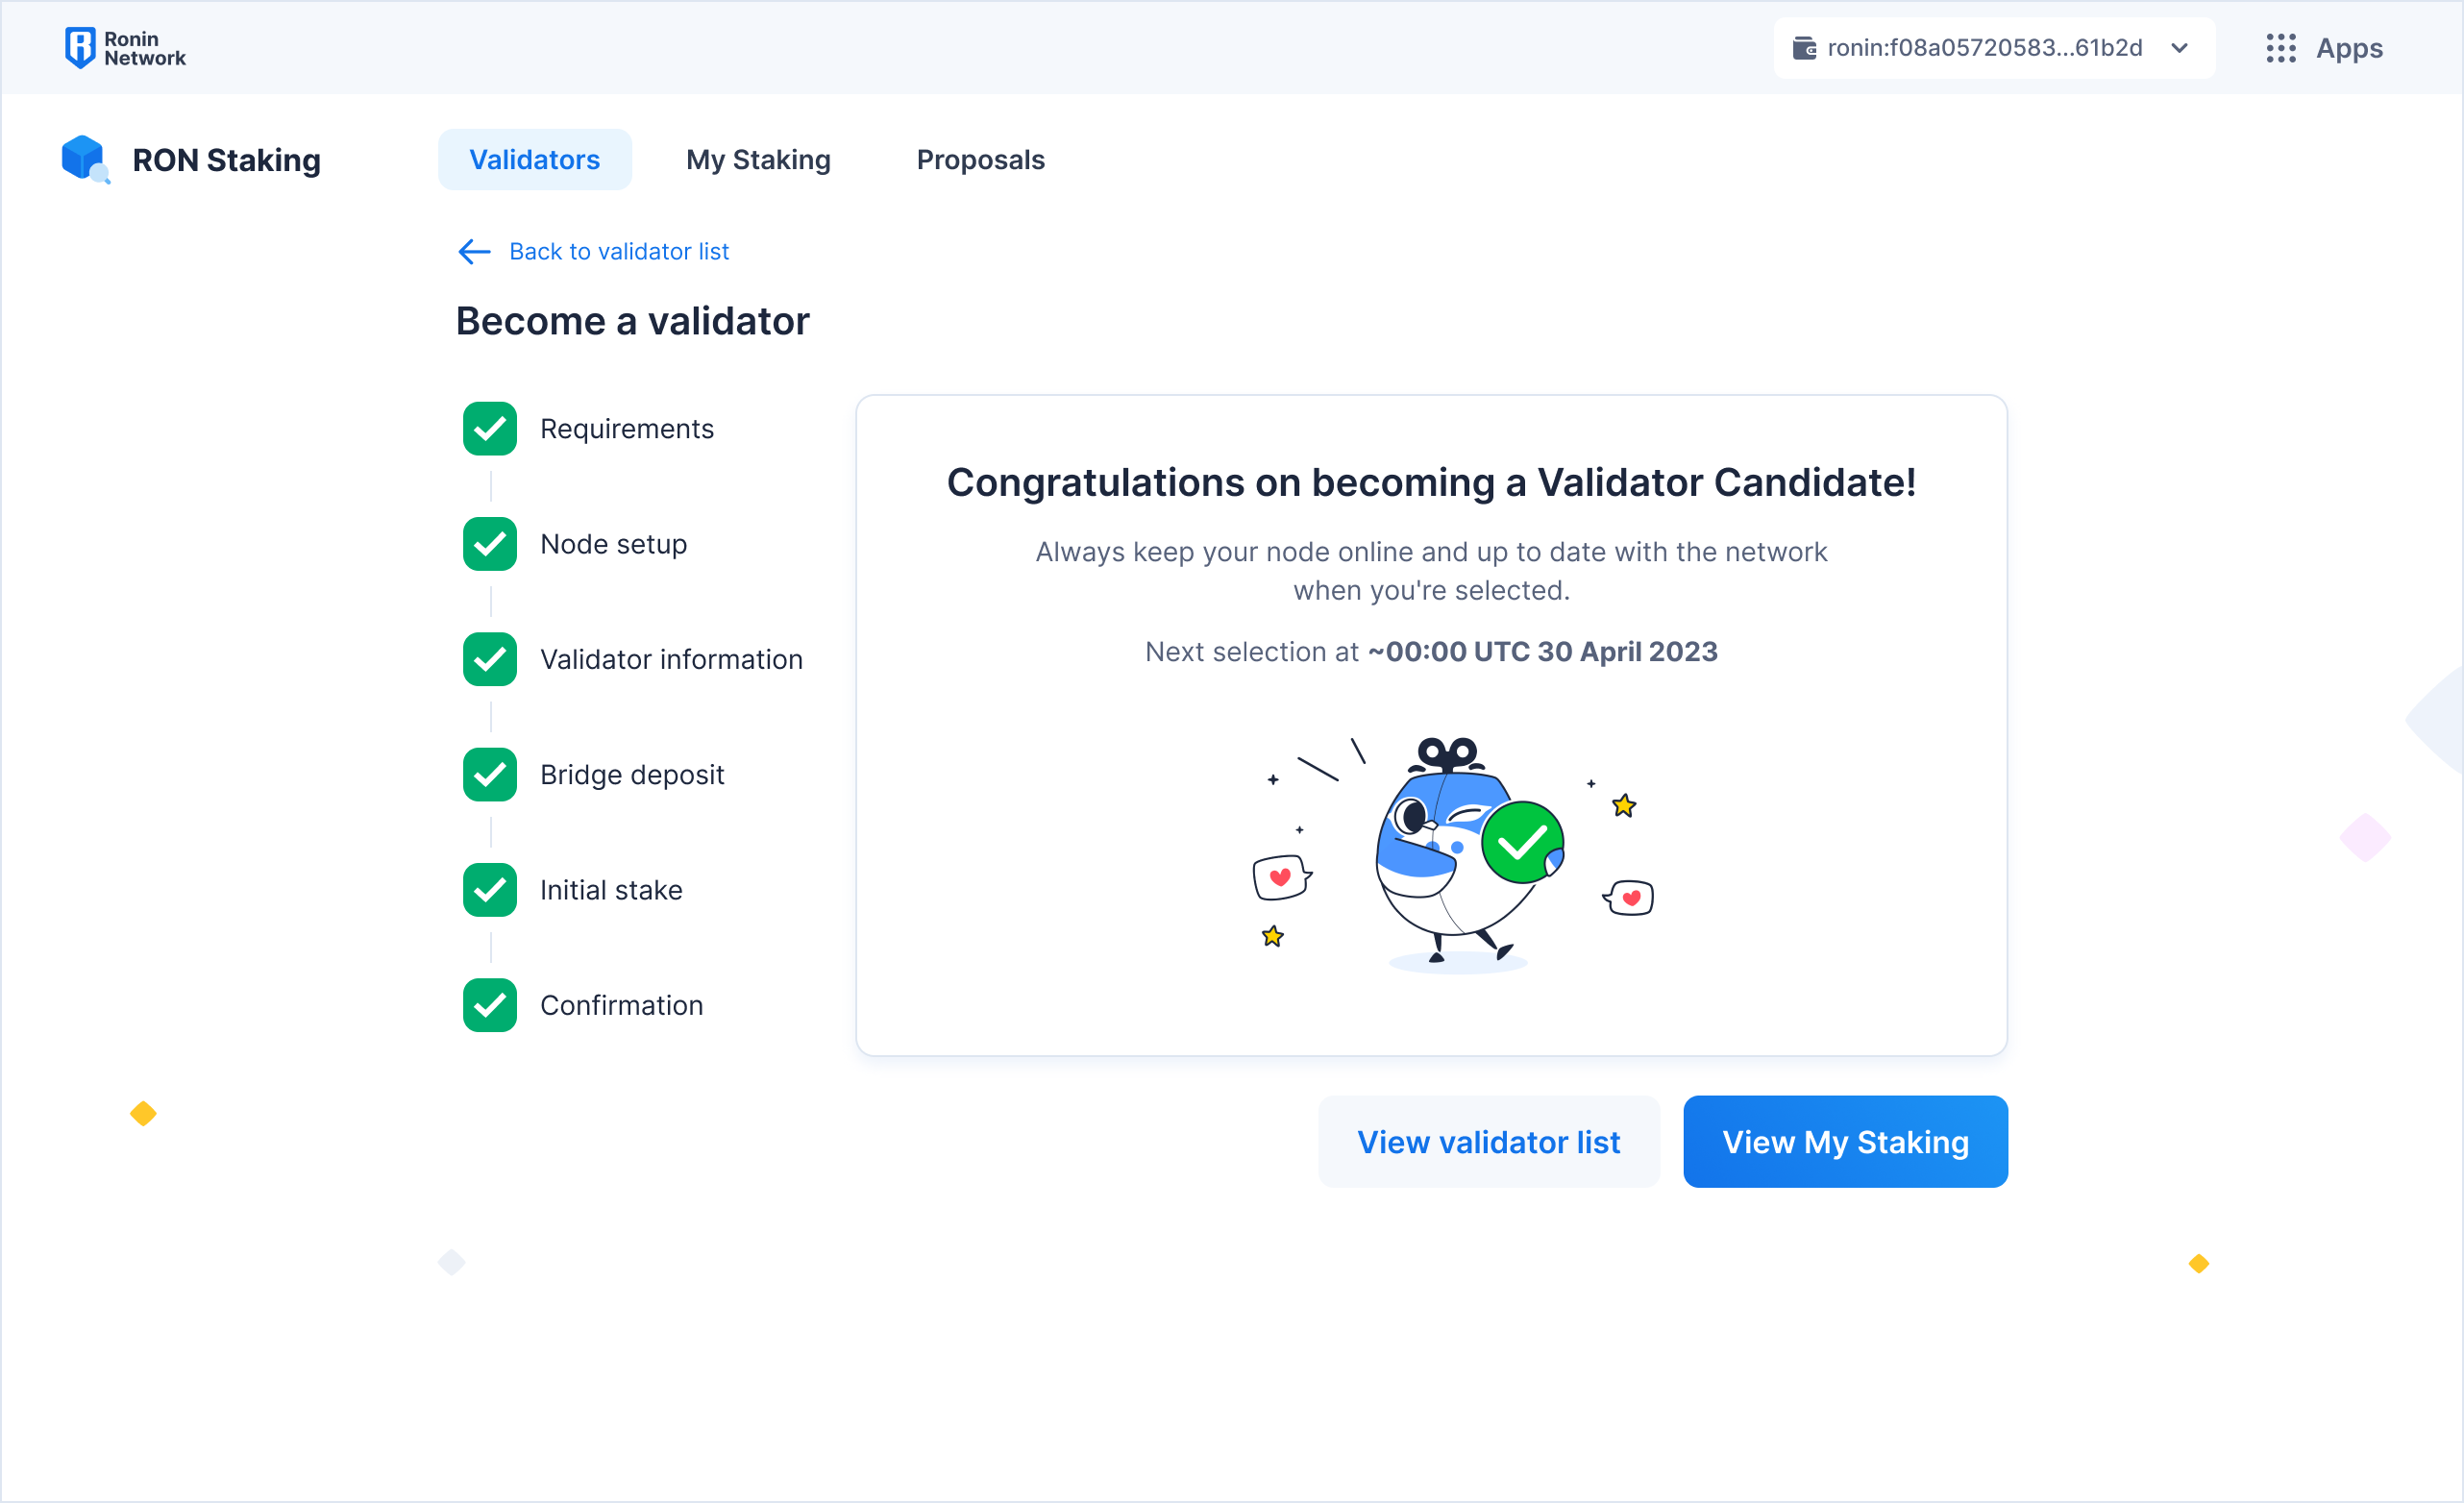 Ronin
Network
ronin:f08a05720583...61b2d
Apps
RON Staking
Validators
My Staking
Proposals
Back to validator list
Become a validator
Requirements
Node setup
Validator information
Bridge deposit
Initial stake
Confirmation
Congratulations on becoming a Validator Candidate!
Always keep your node online and up to date with the network
when you're selected.
Next selection at ~00:00 UTC 30 April 2023
View validator list
View My Staking